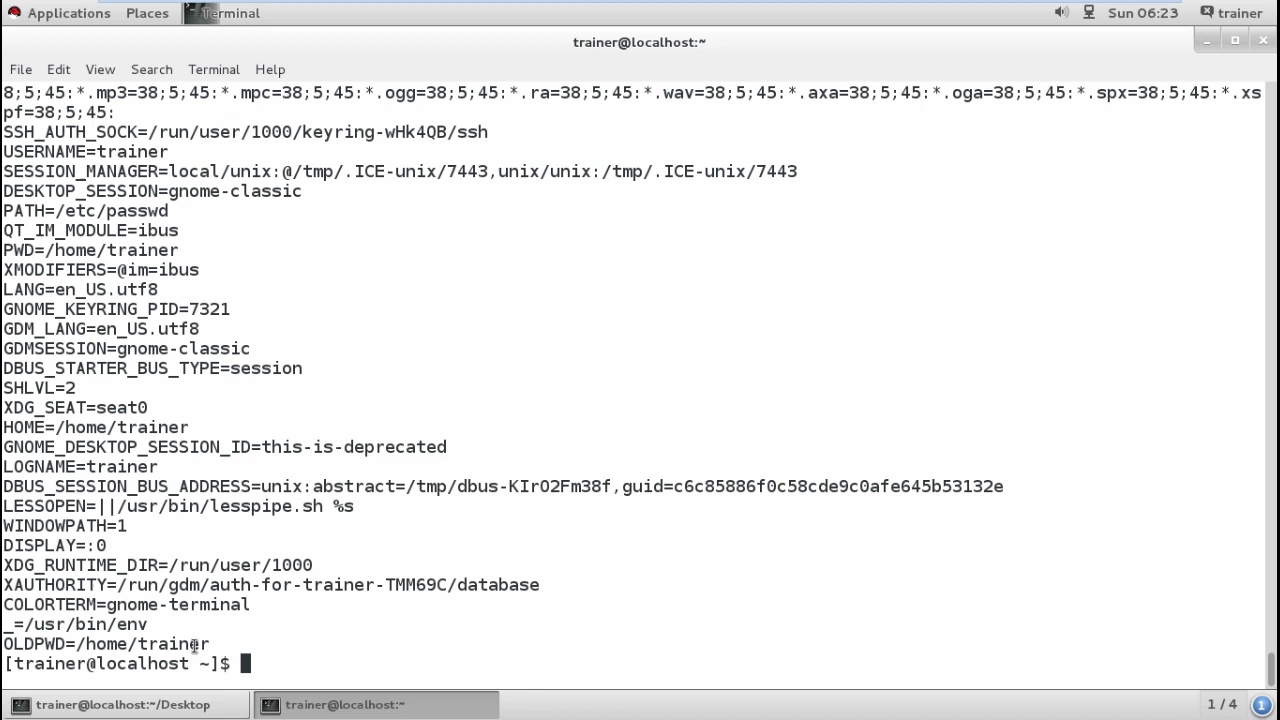 Applications Places Terminal Sun 06:23 trainer
trainer@localhost:~
File Edit View Search Terminal Help
8;5;45:*.mp3=38;5;45:*.mpc=38;5;45:*.ogg=38;5;45:*.ra=38;5;45:*.wav=38;5;45:*.axa=38;5;45:*.oga=38;5;45:*.spx=38;5;45:*.xs
pf=38;5;45:
SSH_AUTH_SOCK=/run/user/1000/keyring-wHk4QB/ssh
USERNAME=trainer
SESSION_MANAGER=local/unix:@/tmp/.ICE-unix/7443,unix/unix:/tmp/.ICE-unix/7443
DESKTOP_SESSION=gnome-classic
PATH=/etc/passwd
QT_IM_MODULE=ibus
PWD=/home/trainer
XMODIFIERS=@im=ibus
LANG=en_US.utf8
GNOME_KEYRING_PID=7321
GDM_LANG=en_US.utf8
GDMSESSION=gnome-classic
DBUS_STARTER_BUS_TYPE=session
SHLVL=2
XDG_SEAT=seat0
HOME=/home/trainer
GNOME_DESKTOP_SESSION_ID=this-is-deprecated
LOGNAME=trainer
DBUS_SESSION_BUS_ADDRESS=unix:abstract=/tmp/dbus-KIrO2Fm38f,guid=c6c85886f0c58cde9c0afe645b53132e
LESSOPEN=||/usr/bin/lesspipe.sh %s
WINDOWPATH=1
DISPLAY=:0
XDG_RUNTIME_DIR=/run/user/1000
XAUTHORITY=/run/gdm/auth-for-trainer-TMM69C/database
COLORTERM=gnome-terminal
_=/usr/bin/env
OLDPWD=/home/trainer
[trainer@localhost ~]$
trainer@localhost:~/Desktop trainer@localhost:~ 1 / 4 1